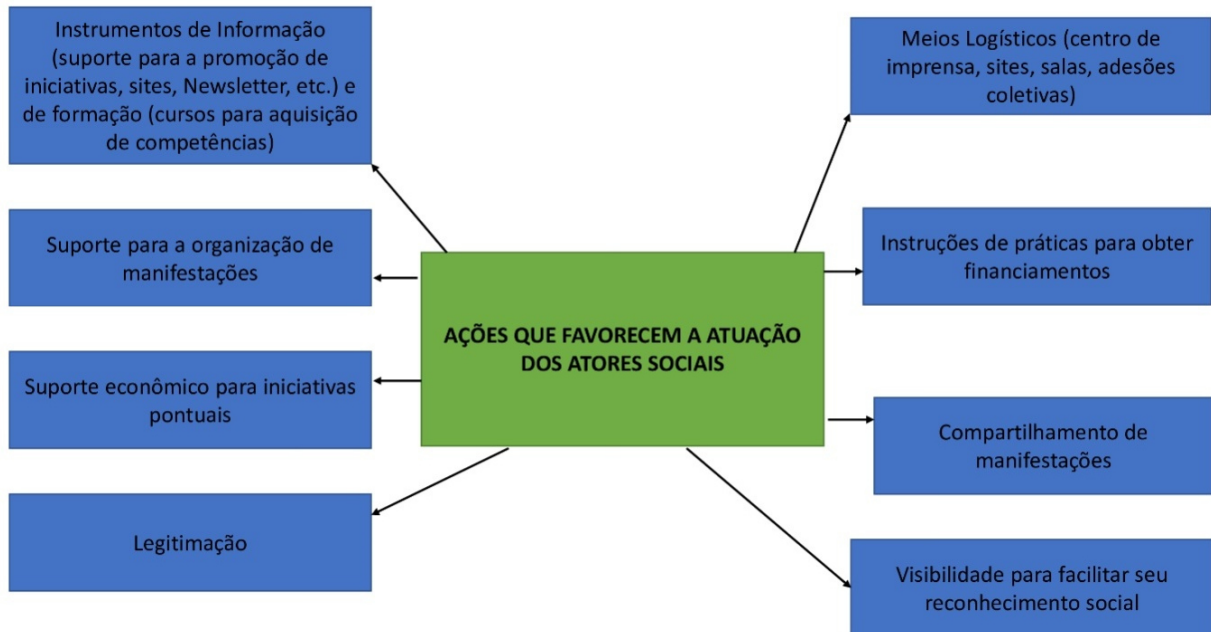 Instrumentos de Informação
(suporte para a promoção de
iniciativas, sites, Newsletter, etc.) e
de formação (cursos para aquisição
de competências)
Suporte para a organização de
manifestações
Suporte econômico para iniciativas
pontuais
Legitimação
AÇÕES QUE FAVORECEM A ATUAÇÃO
DOS ATORES SOCIAIS
Meios Logísticos (centro de
imprensa, sites, salas, adesões
coletivas)
Instruções de práticas para obter
financiamentos
Compartilhamento de
manifestações
Visibilidade para facilitar seu
reconhecimento social